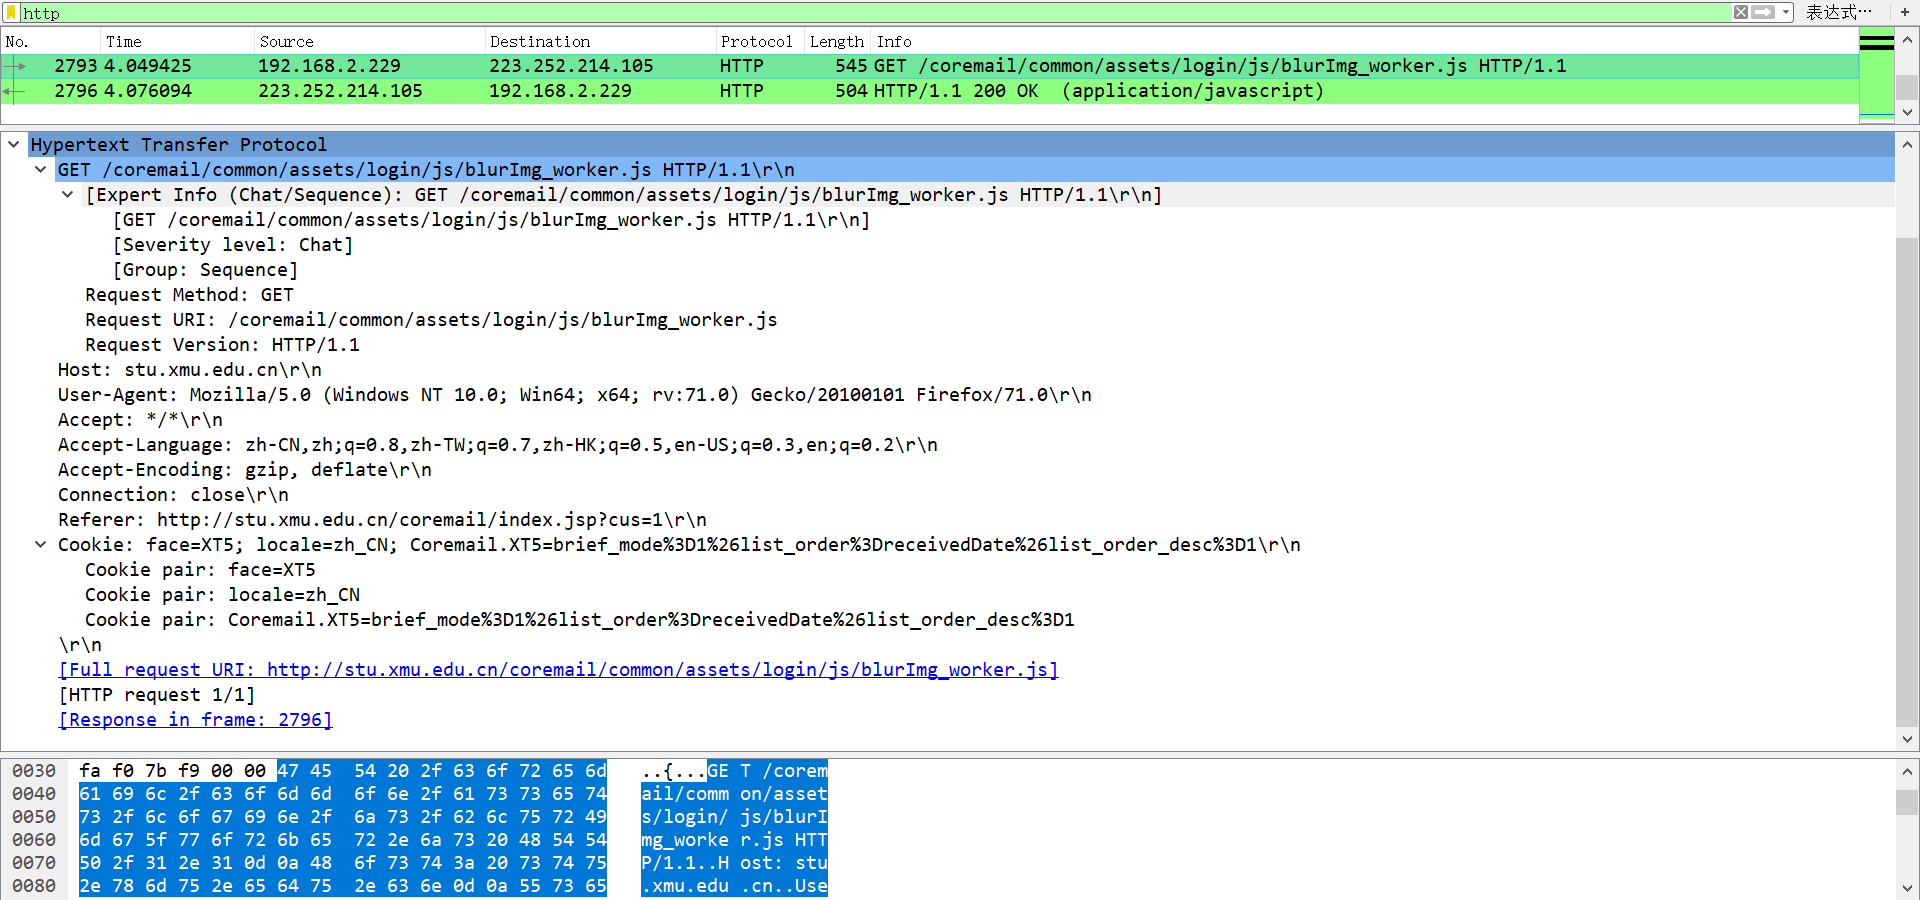 http 表达式… +
No. Time Source Destination Protocol Length Info
2793 4.049425 192.168.2.229 223.252.214.105 HTTP 545 GET /coremail/common/assets/login/js/blurImg_worker.js HTTP/1.1
2796 4.076094 223.252.214.105 192.168.2.229 HTTP 504 HTTP/1.1 200 OK  (application/javascript)
Hypertext Transfer Protocol
GET /coremail/common/assets/login/js/blurImg_worker.js HTTP/1.1\r\n
[Expert Info (Chat/Sequence): GET /coremail/common/assets/login/js/blurImg_worker.js HTTP/1.1\r\n]
[GET /coremail/common/assets/login/js/blurImg_worker.js HTTP/1.1\r\n]
[Severity level: Chat]
[Group: Sequence]
Request Method: GET
Request URI: /coremail/common/assets/login/js/blurImg_worker.js
Request Version: HTTP/1.1
Host: stu.xmu.edu.cn\r\n
User-Agent: Mozilla/5.0 (Windows NT 10.0; Win64; x64; rv:71.0) Gecko/20100101 Firefox/71.0\r\n
Accept: */*\r\n
Accept-Language: zh-CN,zh;q=0.8,zh-TW;q=0.7,zh-HK;q=0.5,en-US;q=0.3,en;q=0.2\r\n
Accept-Encoding: gzip, deflate\r\n
Connection: close\r\n
Referer: http://stu.xmu.edu.cn/coremail/index.jsp?cus=1\r\n
Cookie: face=XT5; locale=zh_CN; Coremail.XT5=brief_mode%3D1%26list_order%3DreceivedDate%26list_order_desc%3D1\r\n
Cookie pair: face=XT5
Cookie pair: locale=zh_CN
Cookie pair: Coremail.XT5=brief_mode%3D1%26list_order%3DreceivedDate%26list_order_desc%3D1
\r\n
[Full request URI: http://stu.xmu.edu.cn/coremail/common/assets/login/js/blurImg_worker.js]
[HTTP request 1/1]
[Response in frame: 2796]
0030 fa f0 7b f9 00 00 47 45 54 20 2f 63 6f 72 65 6d ..{...GE T /corem
0040 61 69 6c 2f 63 6f 6d 6d 6f 6e 2f 61 73 73 65 74 ail/comm on/asset
0050 73 2f 6c 6f 67 69 6e 2f 6a 73 2f 62 6c 75 72 49 s/login/ js/blurI
0060 6d 67 5f 77 6f 72 6b 65 72 2e 6a 73 20 48 54 54 mg_worke r.js HTT
0070 50 2f 31 2e 31 0d 0a 48 6f 73 74 3a 20 73 74 75 P/1.1..H ost: stu
0080 2e 78 6d 75 2e 65 64 75 2e 63 6e 0d 0a 55 73 65 .xmu.edu .cn..Use